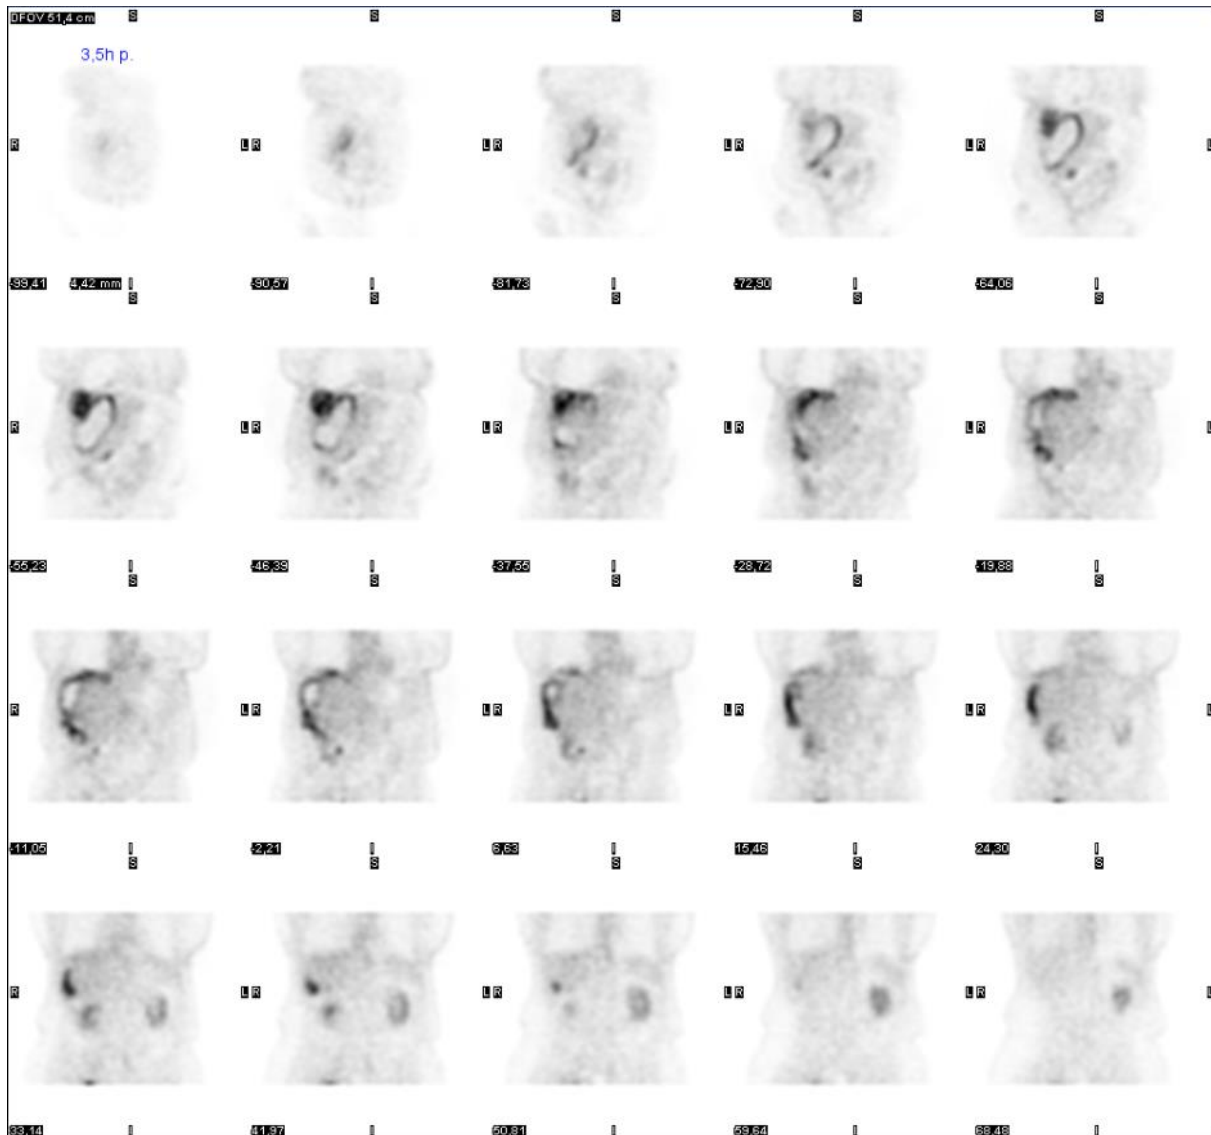 DFOV 51,4 cm S S S S S
3,5h p.
R L R L R L R L R L
-99,41 4,42 mm I -90,57 I -81,73 I -72,90 I -64,06 I
S S S S S
R L R L R L R L R L
-55,23 I -46,39 I -37,55 I -28,72 I -19,88 I
S S S S S
R L R L R L R L R L
-11,05 I -2,21 I 6,63 I 15,46 I 24,30 I
S S S S S
R L R L R L R L R L
33,14 I 41,97 I 50,81 I 59,64 I 68,48 I